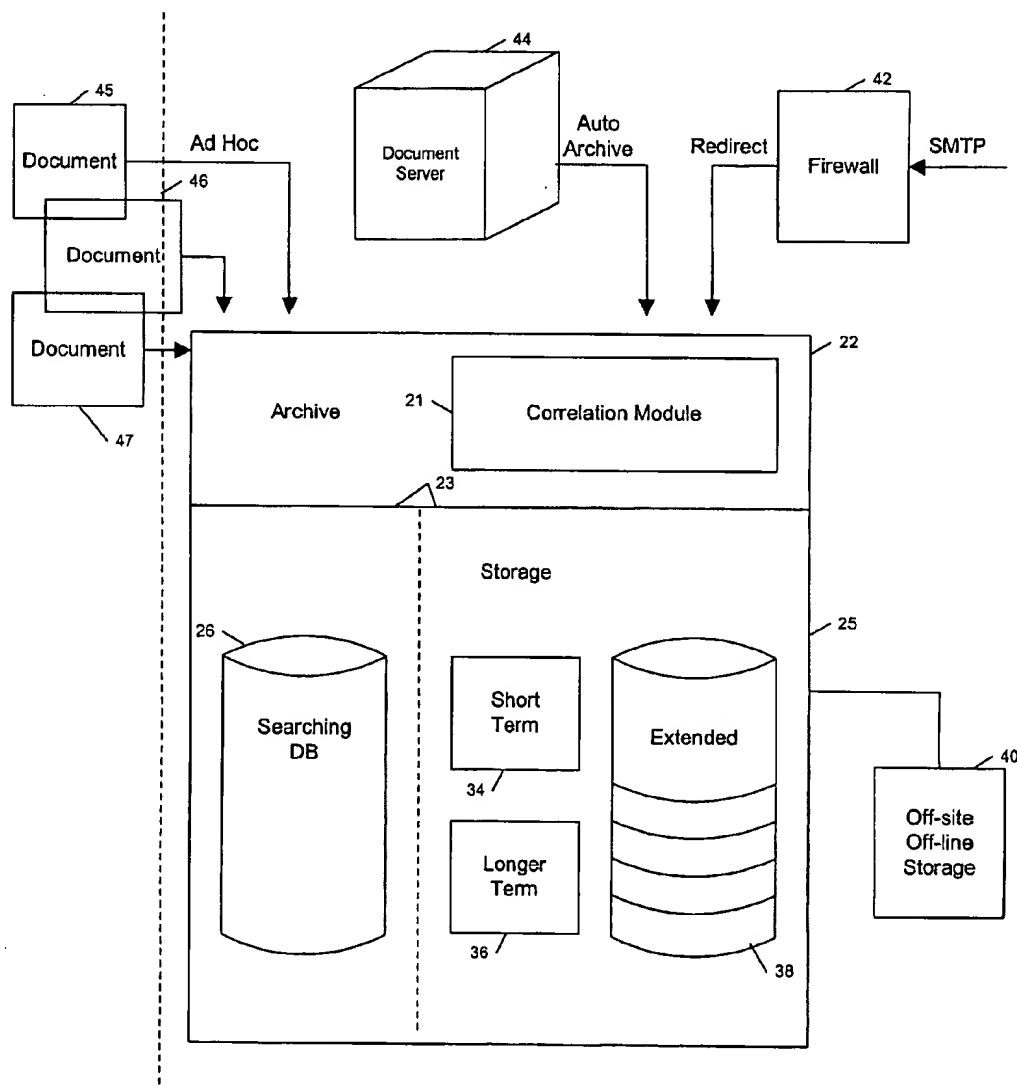 44
45
42
Document
Ad Hoc
46
Document
Server
Auto
Archive
Redirect
Firewall
SMTP
Document
Document
47
22
Archive
21
Correlation Module
23
Storage
25
26
Searching
DB
Short
Term
34
Extended
40
Off-site
Off-line
Storage
Longer
Term
36
38